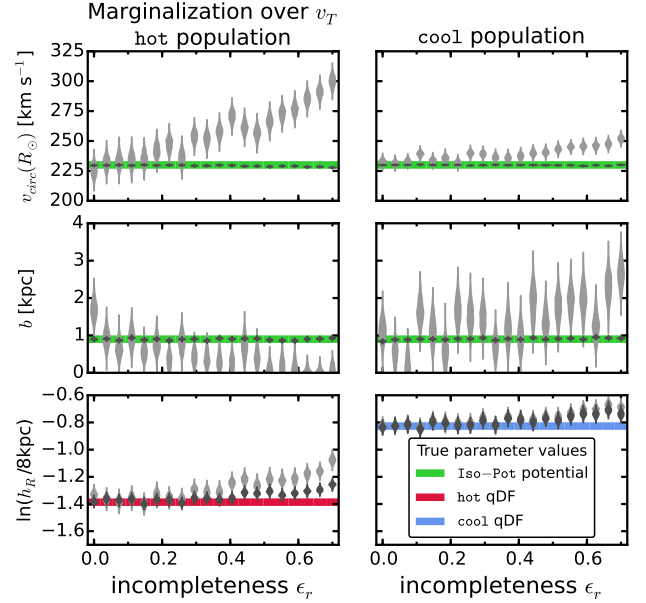 Marginalization over v_T
hot population
cool population
v_circ(R_⊙) [km s⁻¹]
325
300
275
250
225
200
b [kpc]
4
3
2
1
0
ln(h_R/8kpc)
−0.6
−0.8
−1.0
−1.2
−1.4
−1.6
0.0 0.2 0.4 0.6
0.0 0.2 0.4 0.6
incompleteness ϵ_r
incompleteness ϵ_r
True parameter values
Iso−Pot potential
hot qDF
cool qDF